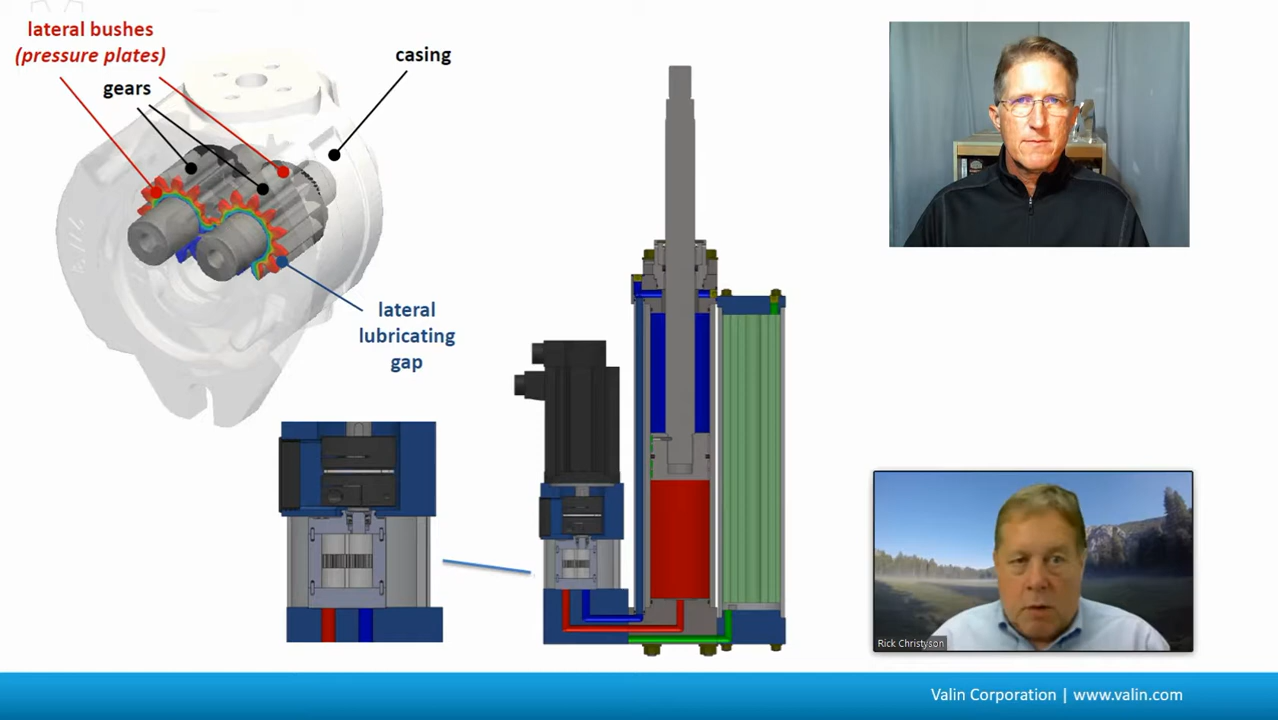 lateral bushes
(pressure plates)
gears
casing
lateral
lubricating
gap
Rick Christyson
Valin Corporation | www.valin.com